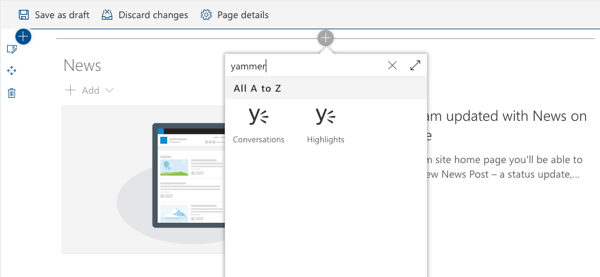 Save as draft Discard changes Page details
News
Add
yammer
All A to Z
Conversations Highlights
am updated with News on
e
n site home page you'll be able to
ew News Post – a status update,...